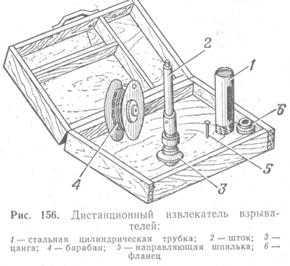 2
1
6
4
5
3
Рис. 156. Дистанционный извлекатель взрыва-
телей:
1 — стальная цилиндрическая трубка; 2 — шток; 3 —
цанга; 4 — барабан; 5 — направляющая шпилька; 6 —
фланец